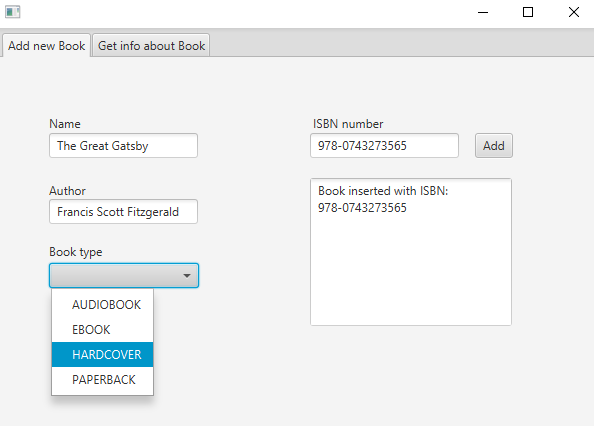 Add new Book
Get info about Book
Name
The Great Gatsby
ISBN number
978-0743273565
Add
Author
Francis Scott Fitzgerald
Book inserted with ISBN:
978-0743273565
Book type
AUDIOBOOK
EBOOK
HARDCOVER
PAPERBACK